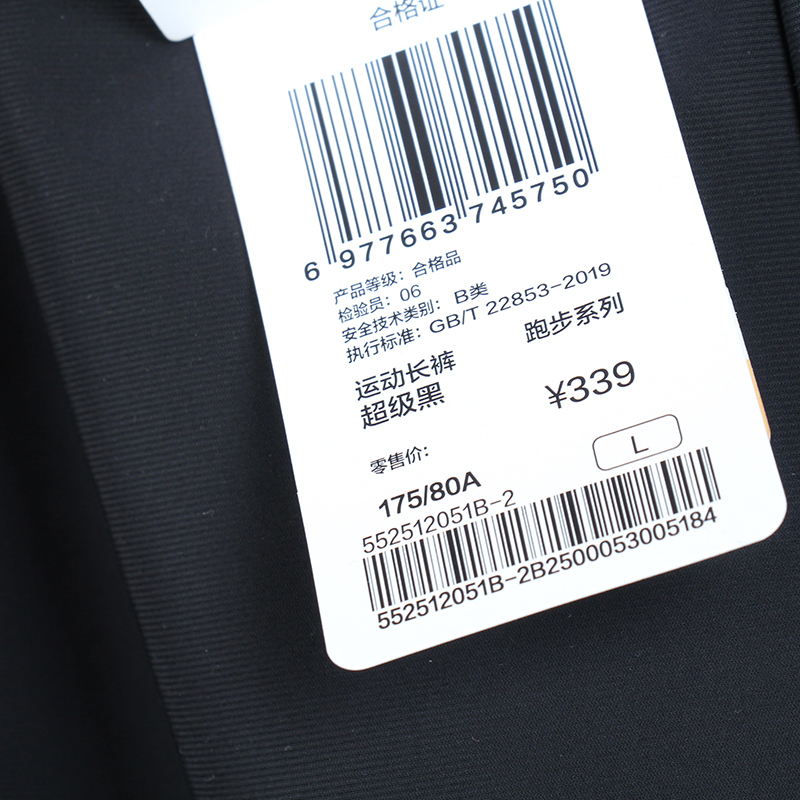 合格证
6 977663 745750
产品等级: 合格品
检验员: 06
安全技术类别: B类
执行标准: GB/T 22853-2019
运动长裤 跑步系列
超级黑
¥339
零售价:
L
175/80A
552512051B-2
552512051B-2B2500053005184